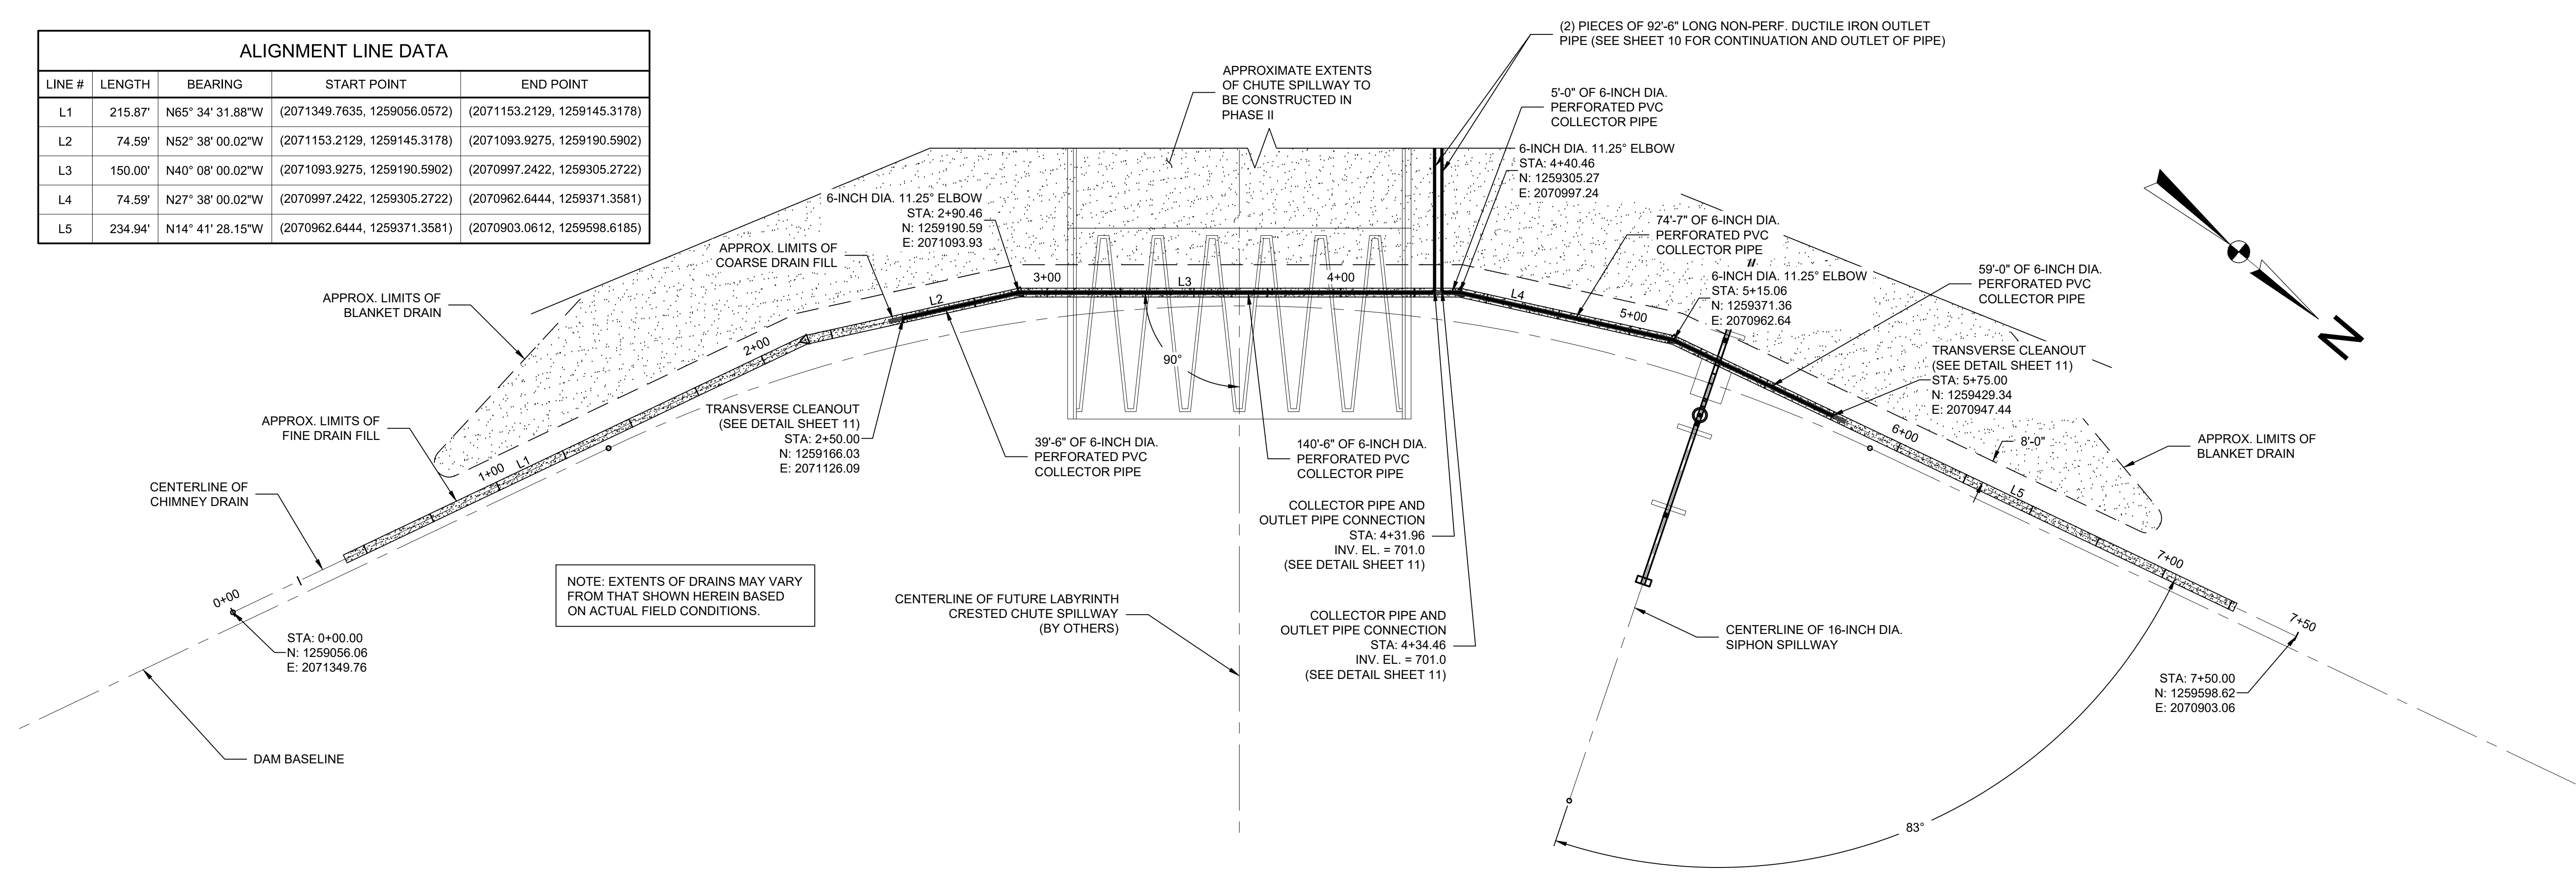 ALIGNMENT LINE DATA
LINE # LENGTH BEARING START POINT END POINT
L1 215.87' N65° 34' 31.88"W (2071349.7635, 1259056.0572) (2071153.2129, 1259145.3178)
L2 74.59' N52° 38' 00.02"W (2071153.2129, 1259145.3178) (2071093.9275, 1259190.5902)
L3 150.00' N40° 08' 00.02"W (2071093.9275, 1259190.5902) (2070997.2422, 1259305.2722)
L4 74.59' N27° 38' 00.02"W (2070997.2422, 1259305.2722) (2070962.6444, 1259371.3581)
L5 234.94' N14° 41' 28.15"W (2070962.6444, 1259371.3581) (2070903.0612, 1259598.6185)
(2) PIECES OF 92'-6" LONG NON-PERF. DUCTILE IRON OUTLET
PIPE (SEE SHEET 10 FOR CONTINUATION AND OUTLET OF PIPE)
APPROXIMATE EXTENTS
OF CHUTE SPILLWAY TO
BE CONSTRUCTED IN
PHASE II
5'-0" OF 6-INCH DIA.
PERFORATED PVC
COLLECTOR PIPE
6-INCH DIA. 11.25° ELBOW
STA: 4+40.46
N: 1259305.27
E: 2070997.24
6-INCH DIA. 11.25° ELBOW
STA: 2+90.46
N: 1259190.59
E: 2071093.93
74'-7" OF 6-INCH DIA.
PERFORATED PVC
COLLECTOR PIPE
APPROX. LIMITS OF
COARSE DRAIN FILL
6-INCH DIA. 11.25° ELBOW
STA: 5+15.06
N: 1259371.36
E: 2070962.64
59'-0" OF 6-INCH DIA.
PERFORATED PVC
COLLECTOR PIPE
APPROX. LIMITS OF
BLANKET DRAIN
N
0+00
1+00
L1
2+00
L2
3+00
L3
4+00
L4
5+00
6+00
L5
7+00
7+50
90°
8'-0"
TRANSVERSE CLEANOUT
(SEE DETAIL SHEET 11)
STA: 5+75.00
N: 1259429.34
E: 2070947.44
APPROX. LIMITS OF
BLANKET DRAIN
APPROX. LIMITS OF
FINE DRAIN FILL
TRANSVERSE CLEANOUT
(SEE DETAIL SHEET 11)
STA: 2+50.00
N: 1259166.03
E: 2071126.09
39'-6" OF 6-INCH DIA.
PERFORATED PVC
COLLECTOR PIPE
140'-6" OF 6-INCH DIA.
PERFORATED PVC
COLLECTOR PIPE
CENTERLINE OF
CHIMNEY DRAIN
COLLECTOR PIPE AND
OUTLET PIPE CONNECTION
STA: 4+31.96
INV. EL. = 701.0
(SEE DETAIL SHEET 11)
NOTE: EXTENTS OF DRAINS MAY VARY
FROM THAT SHOWN HEREIN BASED
ON ACTUAL FIELD CONDITIONS.
CENTERLINE OF FUTURE LABYRINTH
CRESTED CHUTE SPILLWAY
(BY OTHERS)
COLLECTOR PIPE AND
OUTLET PIPE CONNECTION
STA: 4+34.46
INV. EL. = 701.0
(SEE DETAIL SHEET 11)
CENTERLINE OF 16-INCH DIA.
SIPHON SPILLWAY
STA: 0+00.00
N: 1259056.06
E: 2071349.76
STA: 7+50.00
N: 1259598.62
E: 2070903.06
DAM BASELINE
83°